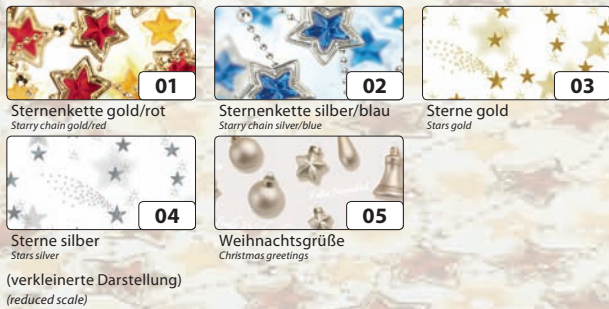 01
Sternenkette gold/rot
Starry chain gold/red
02
Sternenkette silber/blau
Starry chain silver/blue
03
Sterne gold
Stars gold
04
Sterne silber
Stars silver
05
Weihnachtsgrüße
Christmas greetings
(verkleinerte Darstellung)
(reduced scale)